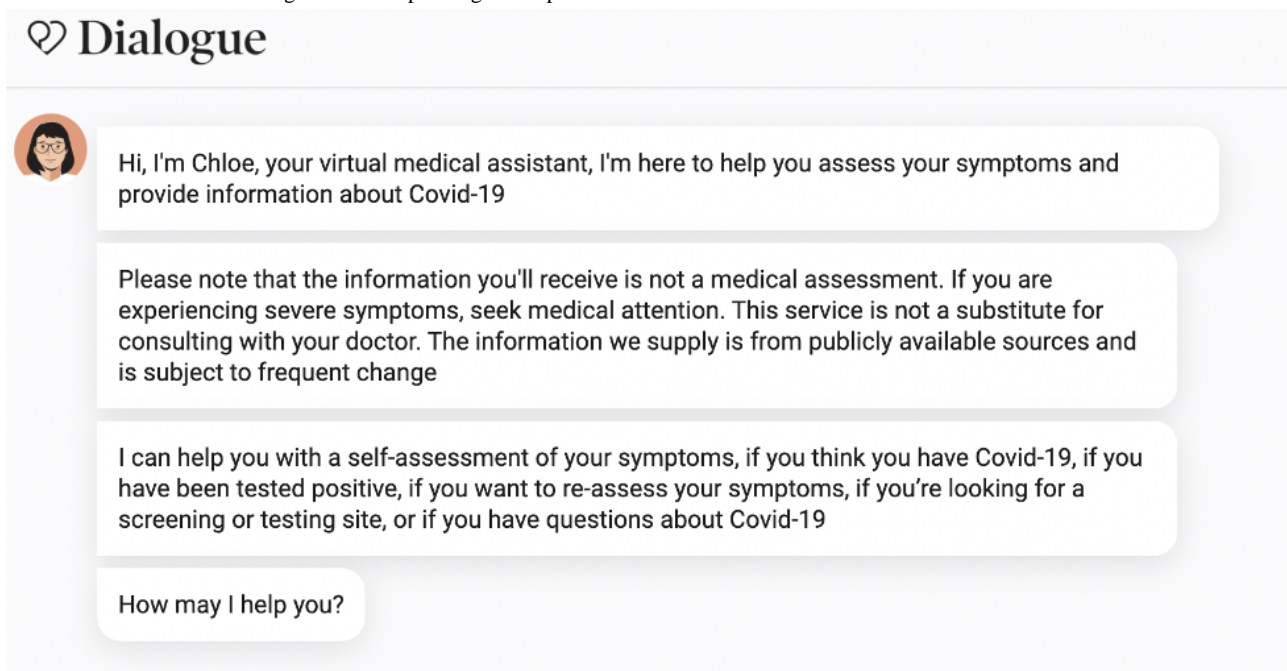 Dialogue
Hi, I'm Chloe, your virtual medical assistant, I'm here to help you assess your symptoms and
provide information about Covid-19
Please note that the information you'll receive is not a medical assessment. If you are
experiencing severe symptoms, seek medical attention. This service is not a substitute for
consulting with your doctor. The information we supply is from publicly available sources and
is subject to frequent change
I can help you with a self-assessment of your symptoms, if you think you have Covid-19, if you
have been tested positive, if you want to re-assess your symptoms, if you’re looking for a
screening or testing site, or if you have questions about Covid-19
How may I help you?